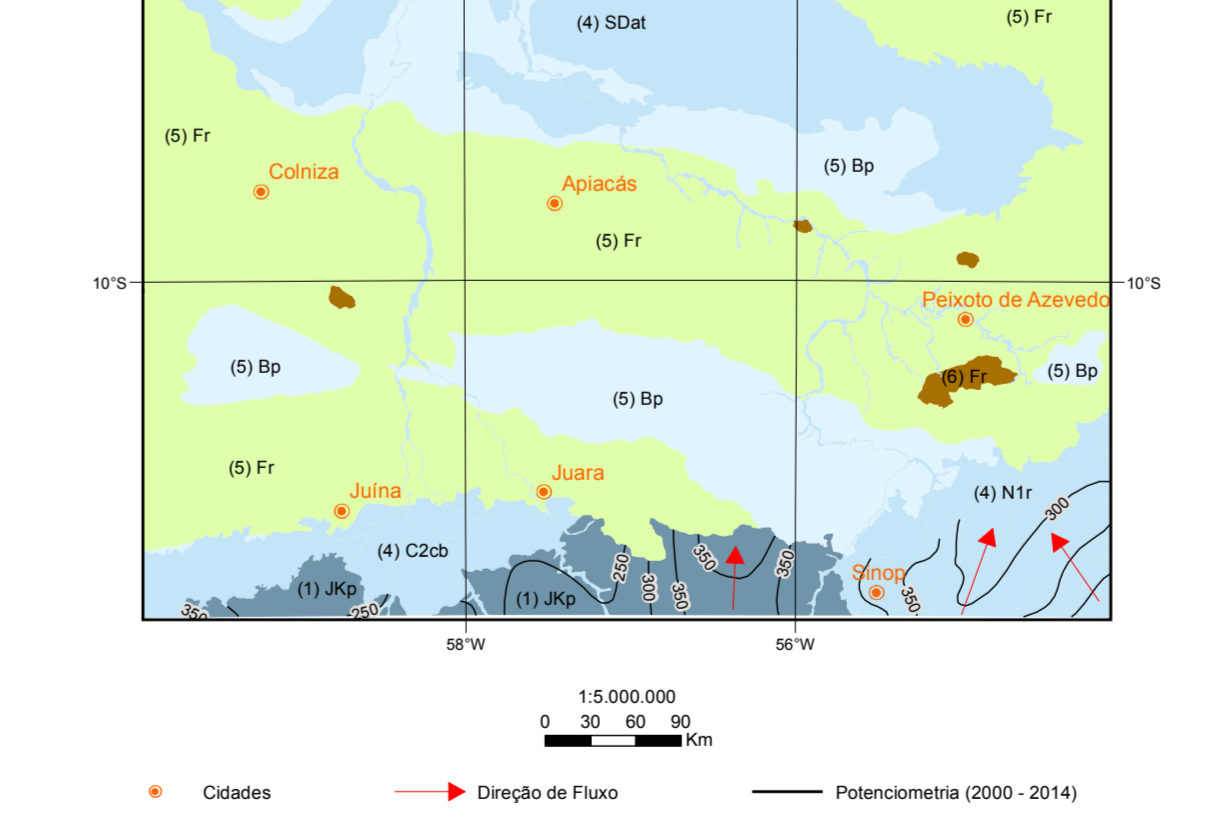 (5) Fr
(4) SDat
(5) Fr
(5) Bp
Colniza
Apiacás
(5) Fr
10°S
10°S
Peixoto de Azevedo
(5) Bp
(6) Fr
(5) Bp
(5) Bp
(5) Fr
Juína
Juara
(4) N1r
300
(4) C2cb
350
350
250
Sinop
300
350
350
(1) JKp
(1) JKp
350
250
58°W
56°W
1:5.000.000
0 30 60 90
Km
Cidades
Direção de Fluxo
Potenciometria (2000 - 2014)